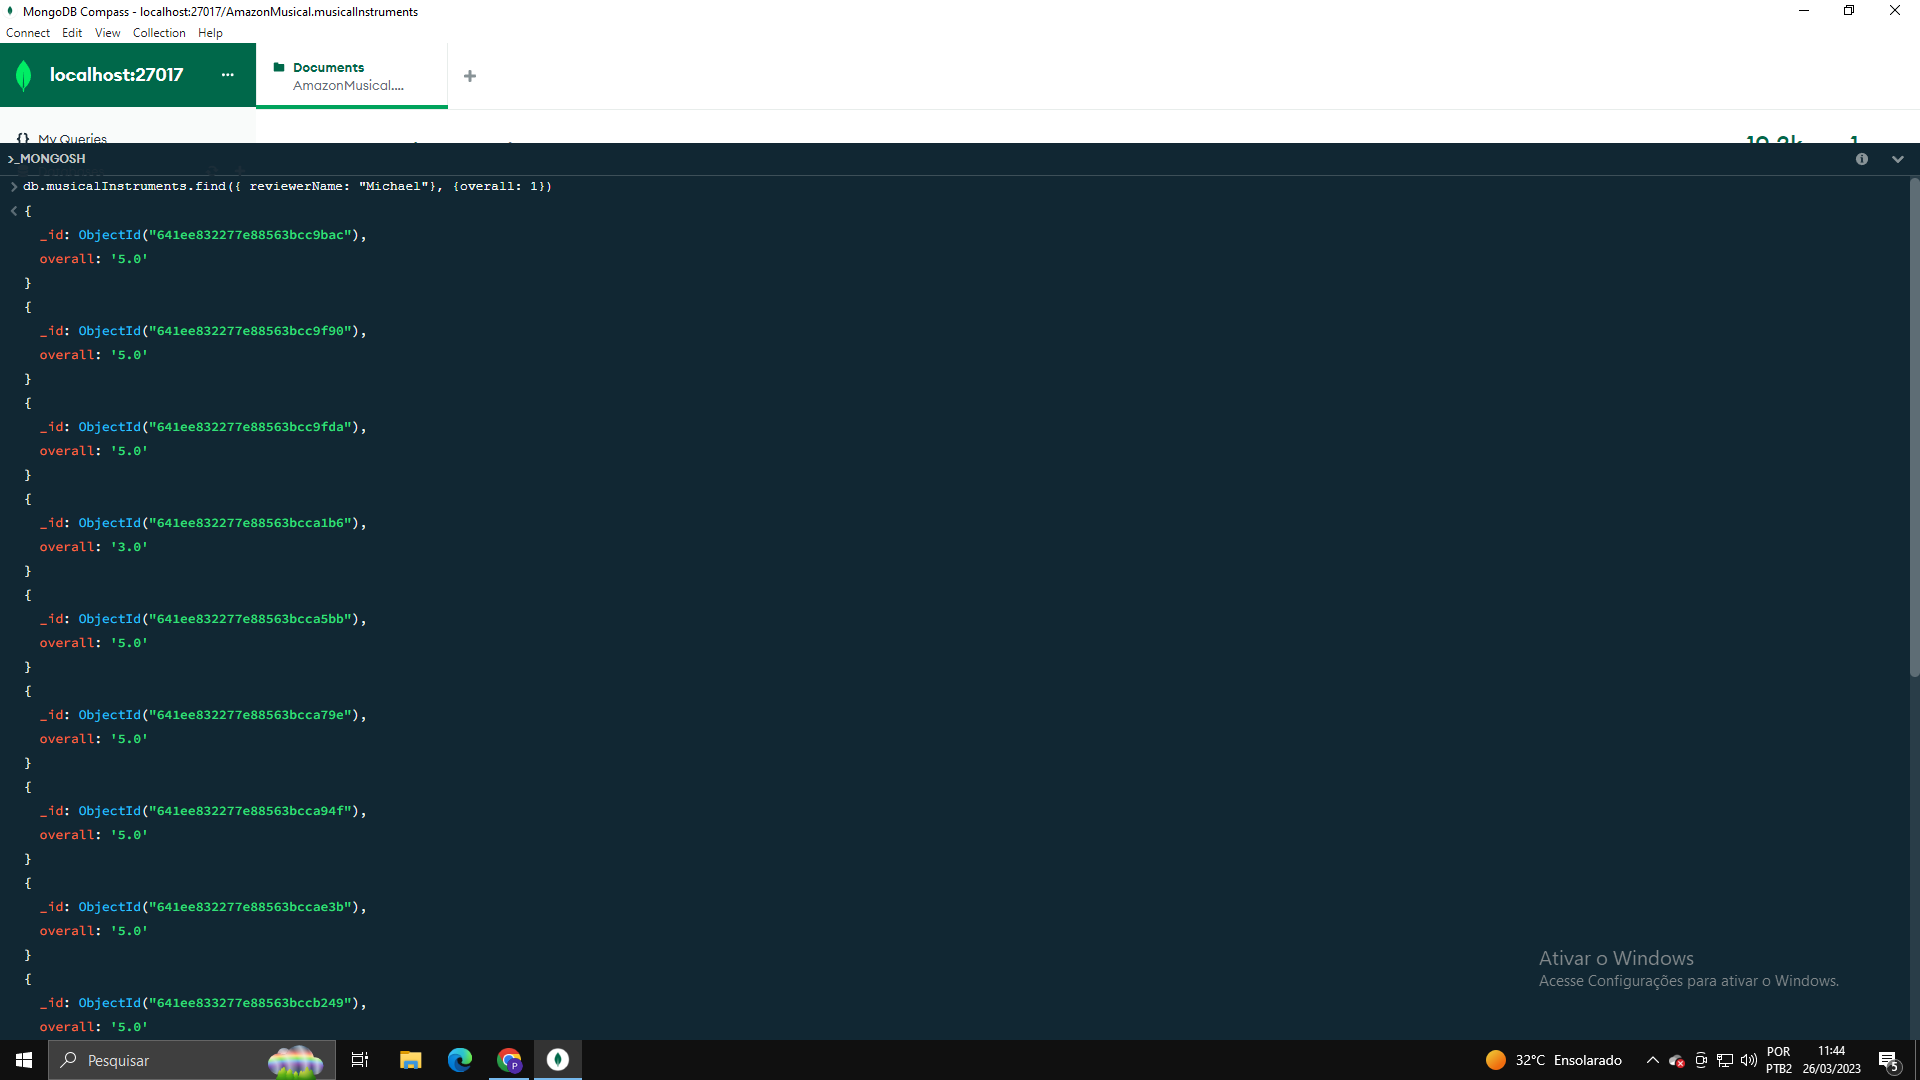 MongoDB Compass - localhost:27017/AmazonMusical.musicalInstruments
Connect Edit View Collection Help
localhost:27017 ...
Documents
AmazonMusical....
{} My Queries
>_MONGOSH
db.musicalInstruments.find({ reviewerName: "Michael"}, {overall: 1})
{
_id: ObjectId("641ee832277e88563bcc9bac"),
overall: '5.0'
}
{
_id: ObjectId("641ee832277e88563bcc9f90"),
overall: '5.0'
}
{
_id: ObjectId("641ee832277e88563bcc9fda"),
overall: '5.0'
}
{
_id: ObjectId("641ee832277e88563bcca1b6"),
overall: '3.0'
}
{
_id: ObjectId("641ee832277e88563bcca5bb"),
overall: '5.0'
}
{
_id: ObjectId("641ee832277e88563bcca79e"),
overall: '5.0'
}
{
_id: ObjectId("641ee832277e88563bcca94f"),
overall: '5.0'
}
{
_id: ObjectId("641ee832277e88563bccae3b"),
overall: '5.0'
}
{
_id: ObjectId("641ee833277e88563bccb249"),
overall: '5.0'
Ativar o Windows
Acesse Configurações para ativar o Windows.
Pesquisar
32°C Ensolarado
POR
PTB2
11:44
26/03/2023
5